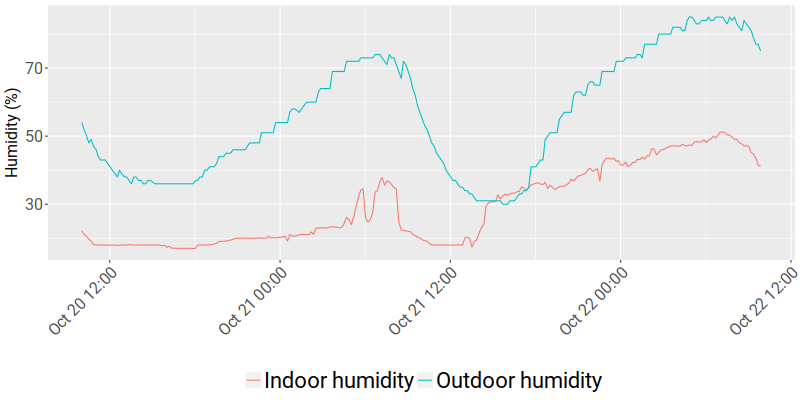 Humidity (%)
70
50
30
Oct 20 12:00
Oct 21 00:00
Oct 21 12:00
Oct 22 00:00
Oct 22 12:00
Indoor humidity Outdoor humidity